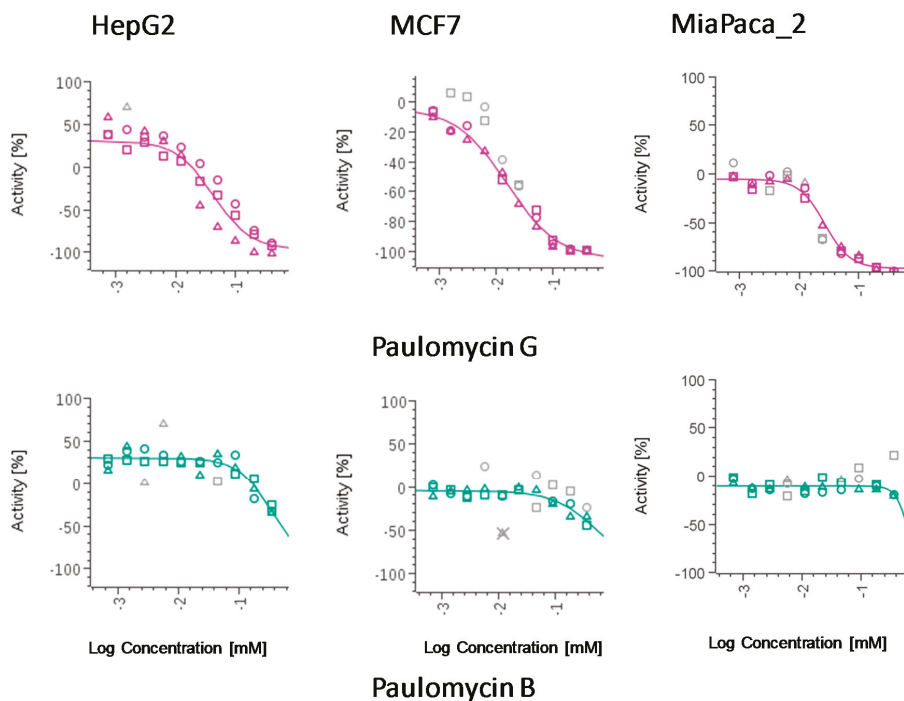 HepG2 MCF7 MiaPaca_2
Activity [%]
100
50
0
-50
-100
-3 -2 -1
Activity [%]
0
-20
-40
-60
-80
-100
-3 -2 -1
Activity [%]
100
50
0
-50
-100
-3 -2 -1
Paulomycin G
Activity [%]
100
50
0
-50
-100
-3 -2 -1
Activity [%]
100
50
0
-50
-100
-3 -2 -1
Activity [%]
100
50
0
-50
-100
-3 -2 -1
Log Concentration [mM] Log Concentration [mM] Log Concentration [mM]
Paulomycin B